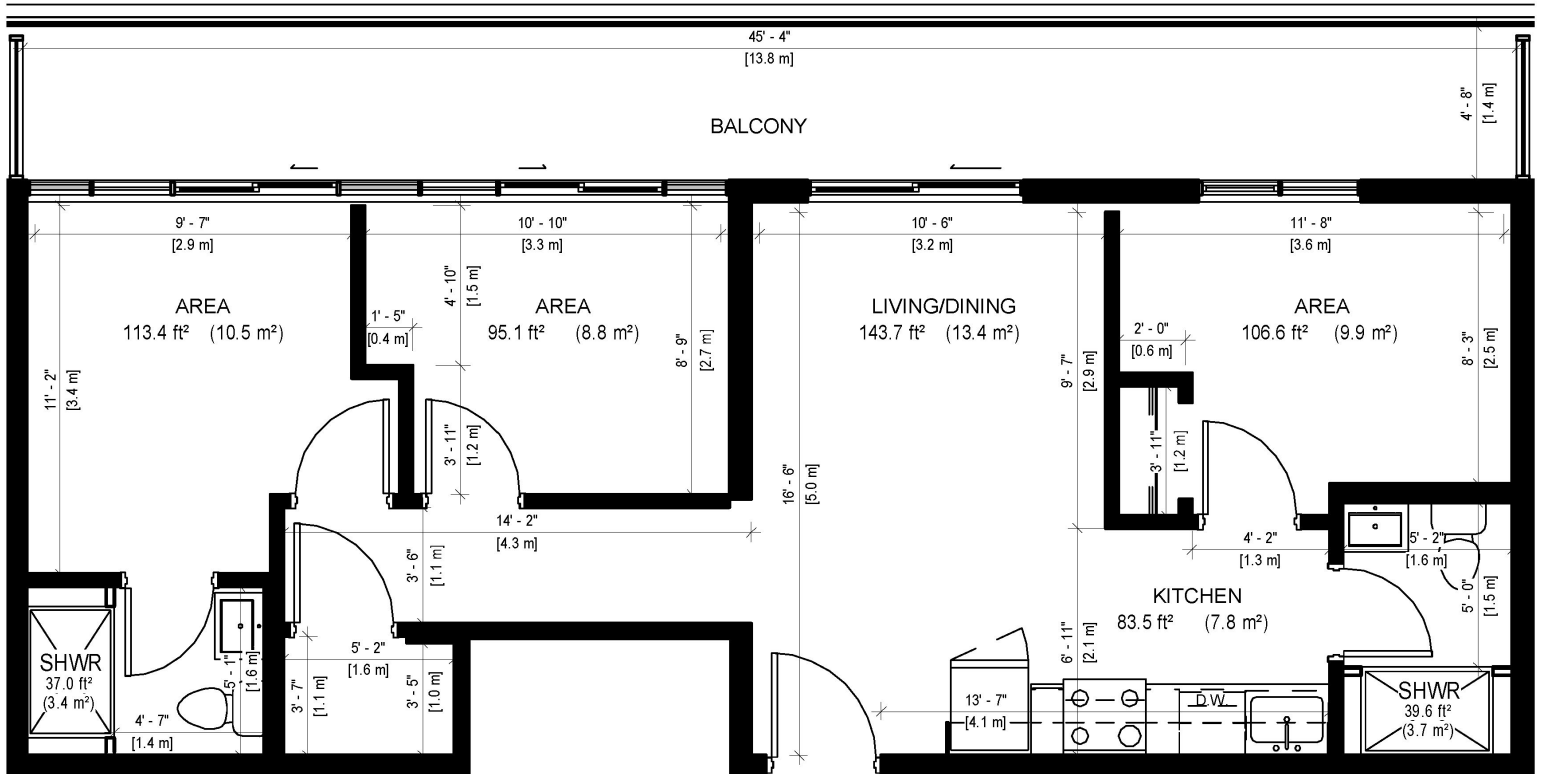 45' - 4"
[13.8 m]
4' - 8"
[1.4 m]
BALCONY
9' - 7"
[2.9 m]
10' - 10"
[3.3 m]
10' - 6"
[3.2 m]
11' - 8"
[3.6 m]
4' - 10"
[1.5 m]
AREA
113.4 ft² (10.5 m²)
1' - 5"
[0.4 m]
AREA
95.1 ft² (8.8 m²)
8' - 9"
[2.7 m]
LIVING/DINING
143.7 ft² (13.4 m²)
9' - 7"
[2.9 m]
2' - 0"
[0.6 m]
AREA
106.6 ft² (9.9 m²)
8' - 3"
[2.5 m]
11' - 2"
[3.4 m]
3' - 11"
[1.2 m]
16' - 6"
[5.0 m]
3' - 11"
[1.2 m]
14' - 2"
[4.3 m]
3' - 6"
[1.1 m]
4' - 2"
[1.3 m]
5' - 2"
[1.6 m]
5' - 0"
[1.5 m]
KITCHEN
83.5 ft² (7.8 m²)
6' - 11"
[2.1 m]
SHWR
37.0 ft²
(3.4 m²)
5' - 1"
[1.6 m]
4' - 7"
[1.4 m]
5' - 2"
[1.6 m]
3' - 7"
[1.1 m]
3' - 5"
[1.0 m]
13' - 7"
[4.1 m]
D.W.
SHWR
39.6 ft²
(3.7 m²)